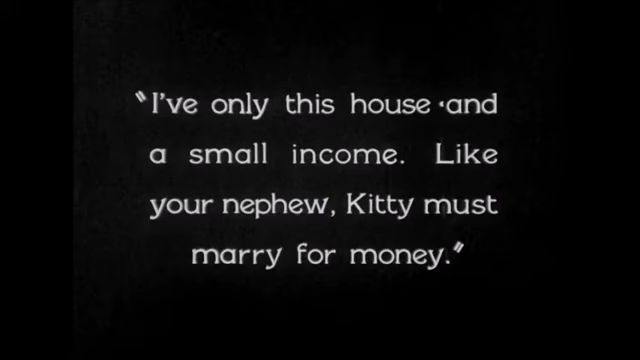 "I've only this house and
a small income. Like
your nephew, Kitty must
marry for money."